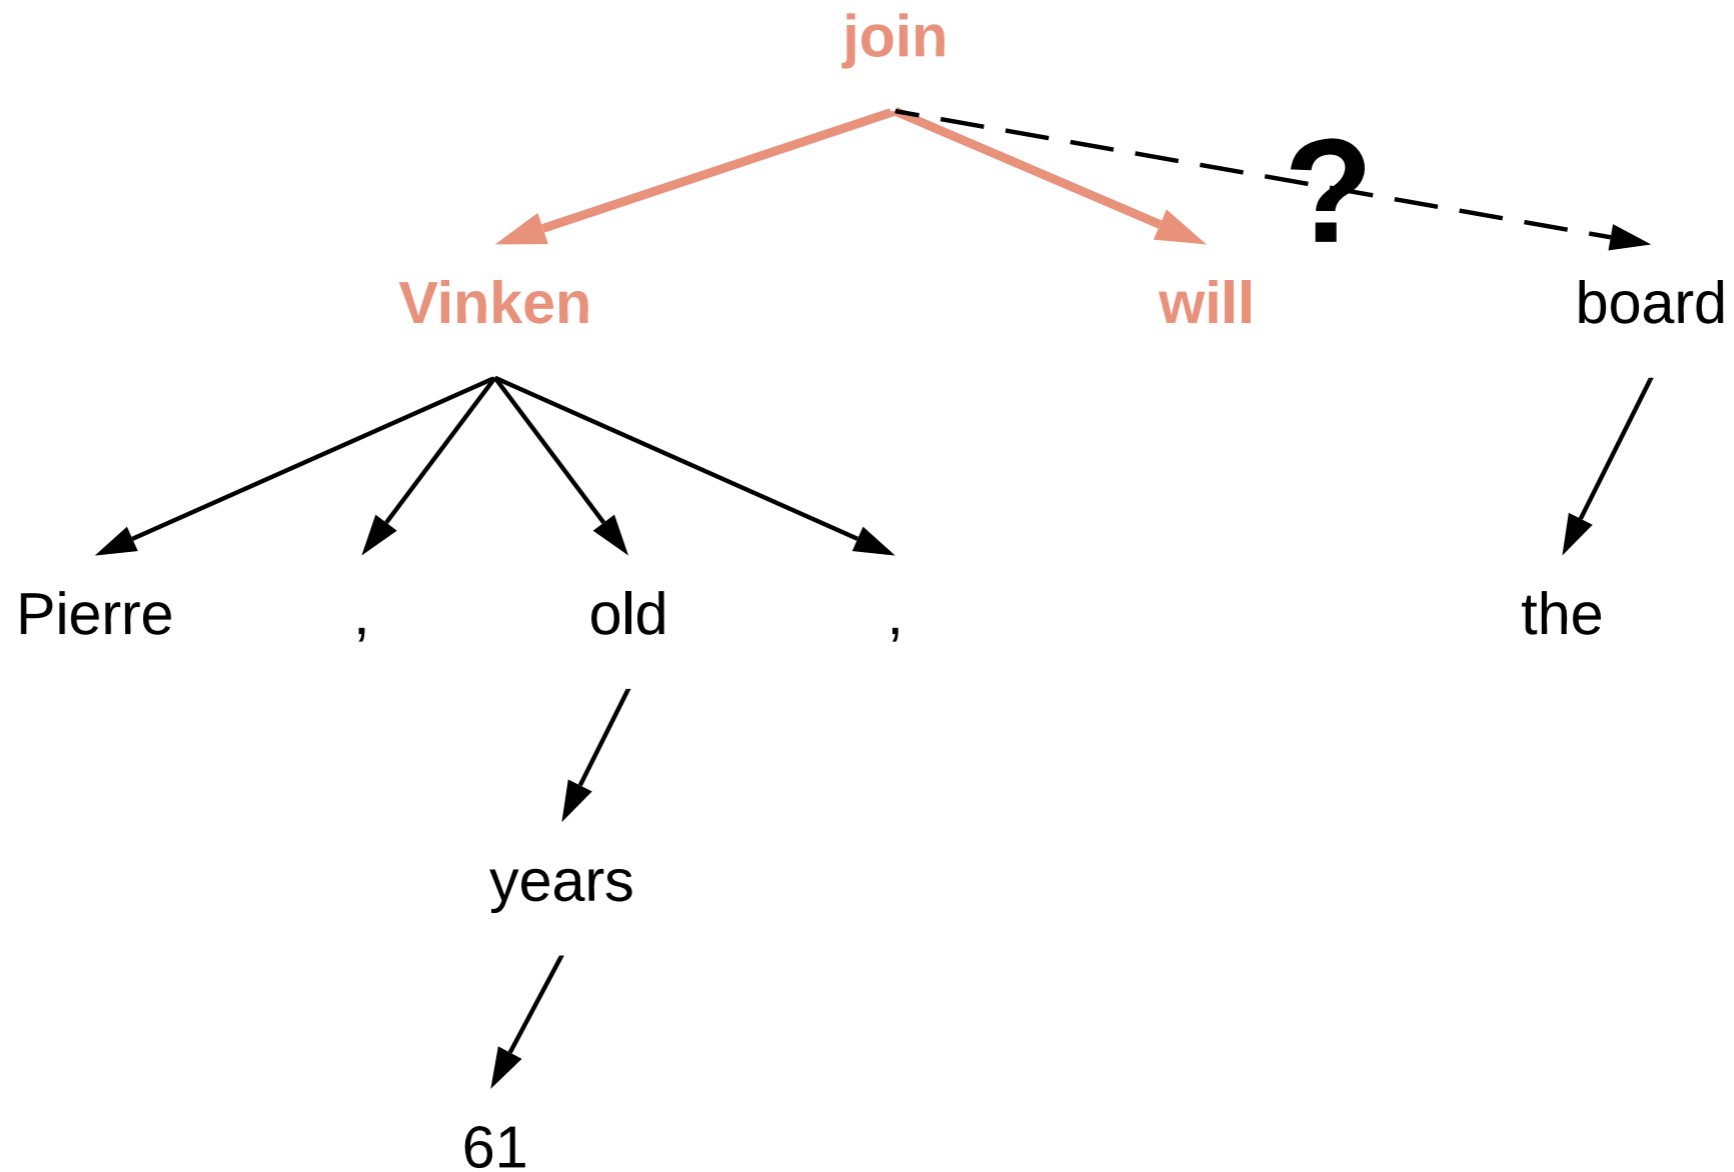 join
?
Vinken will board
Pierre , old , the
years
61